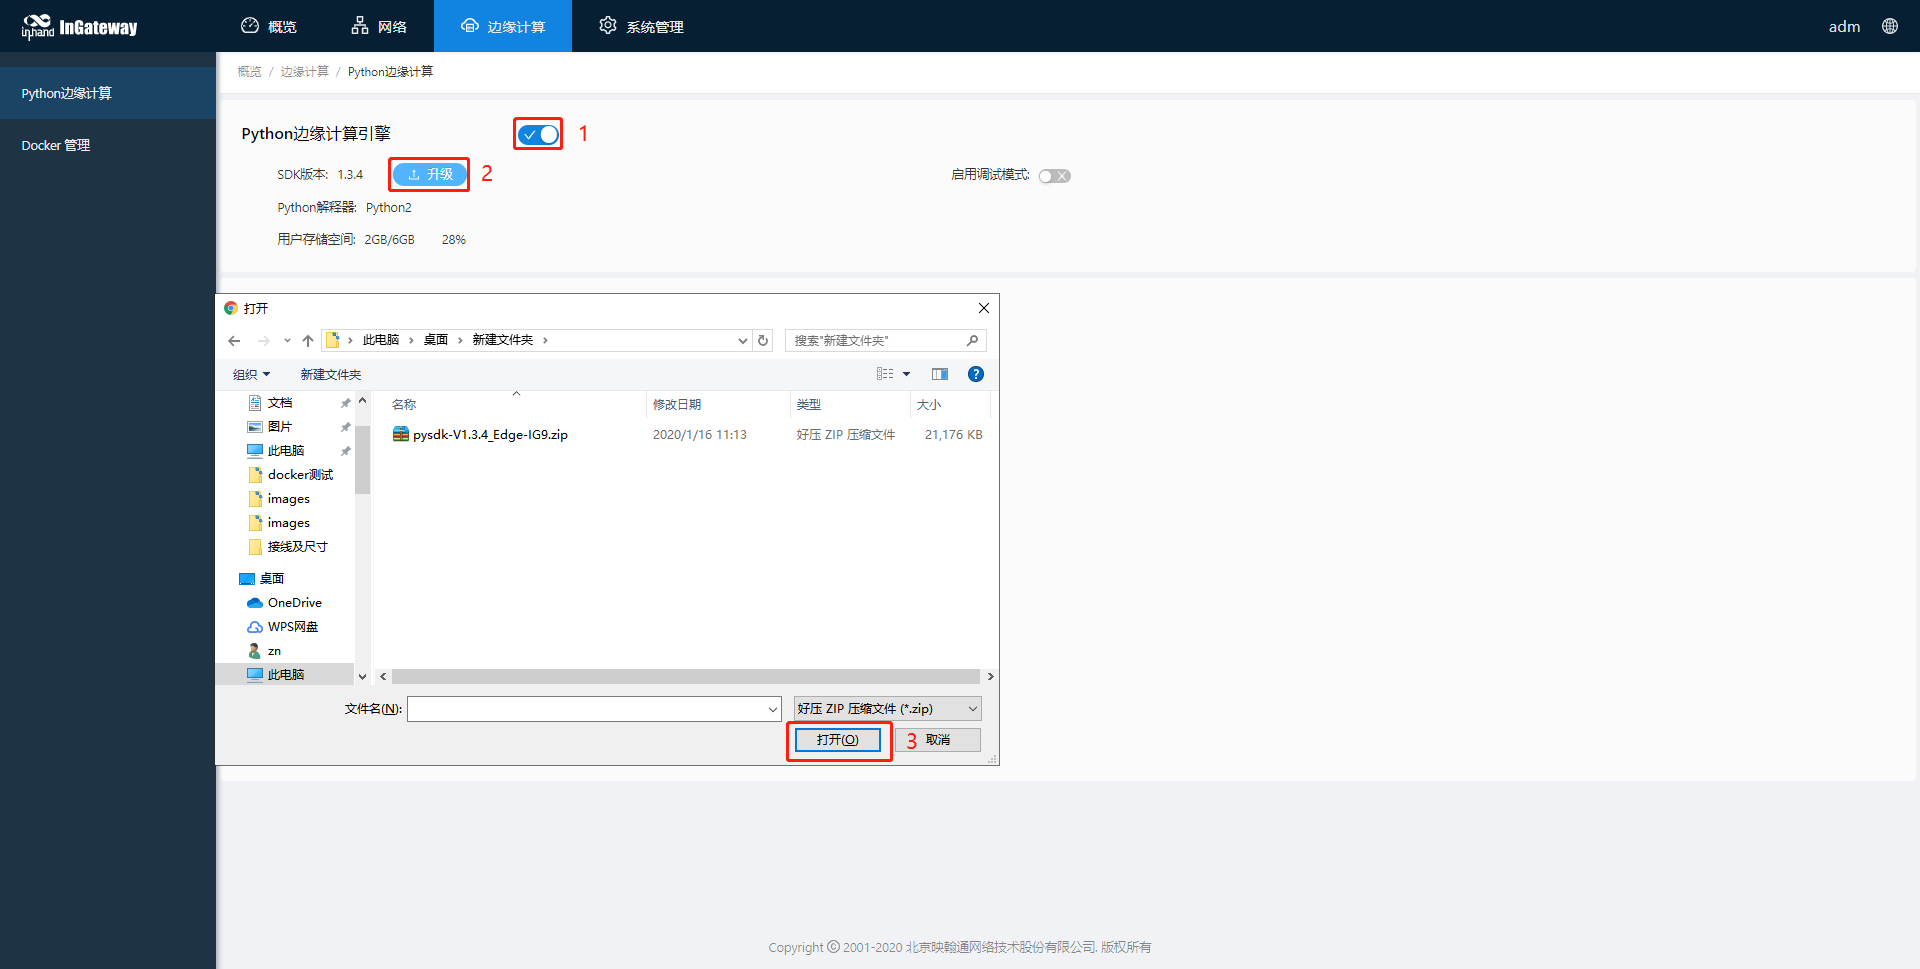 inhand InGateway
概览
网络
边缘计算
系统管理
adm
Python边缘计算
Docker 管理
概览 / 边缘计算 / Python边缘计算
Python边缘计算引擎
1
SDK版本: 1.3.4
升级
2
启用调试模式:
Python解释器: Python2
用户存储空间: 2GB/6GB 28%
打开
此电脑 › 桌面 › 新建文件夹 ›
搜索"新建文件夹"
组织
新建文件夹
文档
图片
此电脑
docker测试
images
images
接线及尺寸
桌面
OneDrive
WPS网盘
zn
此电脑
名称 修改日期 类型 大小
pysdk-V1.3.4_Edge-IG9.zip 2020/1/16 11:13 好压 ZIP 压缩文件 21,176 KB
文件名(N):
好压 ZIP 压缩文件 (*.zip)
打开(O)
3
取消
Copyright © 2001-2020 北京映翰通网络技术股份有限公司. 版权所有